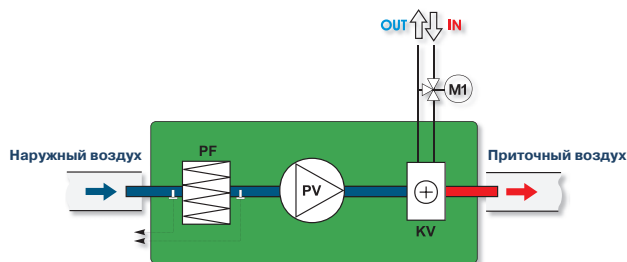 OUT IN
M1
Наружный воздух
PF
Приточный воздух
PV
KV